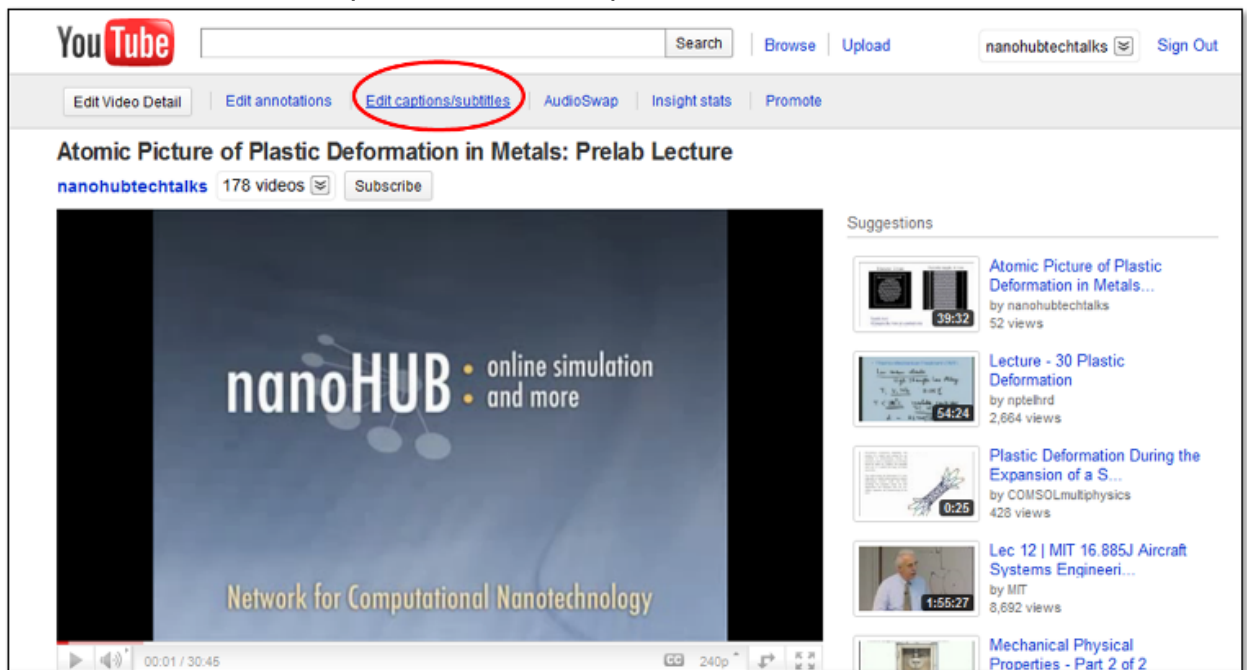 You Tube Search Browse Upload nanohubtechtalks Sign Out
Edit Video Detail Edit annotations Edit captions/subtitles AudioSwap Insight stats Promote
Atomic Picture of Plastic Deformation in Metals: Prelab Lecture
nanohubtechtalks 178 videos Subscribe
nanoHUB: online simulation
and more
Network for Computational Nanotechnology
00:01 / 30:45 CC 240p
Suggestions
Atomic Picture of Plastic
Deformation in Metals...
by nanohubtechtalks
52 views
39:32
Lecture - 30 Plastic
Deformation
by nptelhrd
2,664 views
54:24
Plastic Deformation During the
Expansion of a S...
by COMSOLmultiphysics
428 views
0:25
Lec 12 | MIT 16.885J Aircraft
Systems Engineeri...
by MIT
8,692 views
1:55:27
Mechanical Physical
Properties - Part 2 of 2